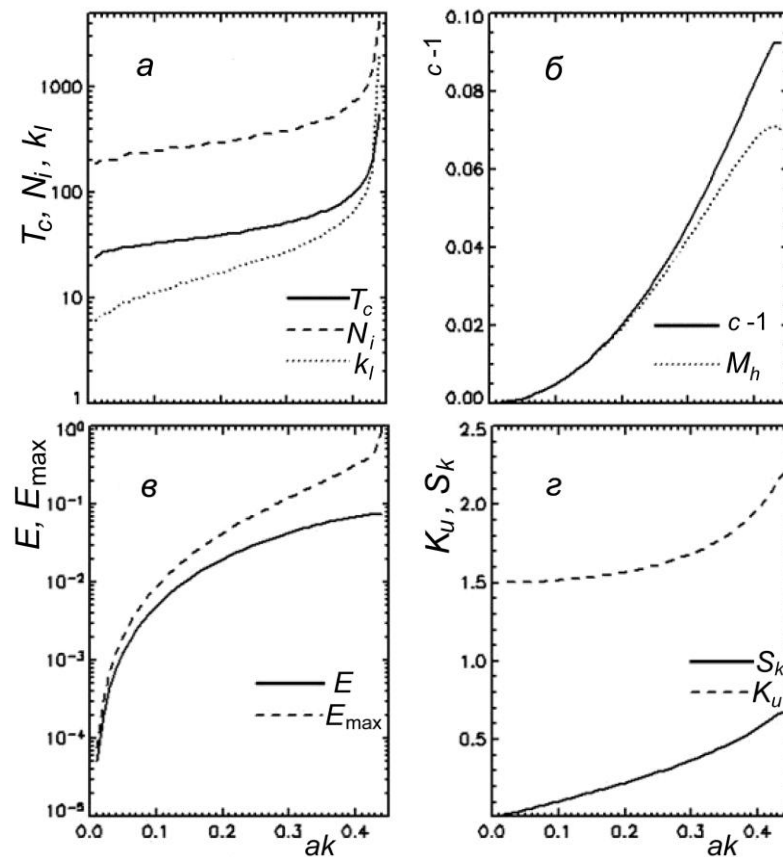 a
T_c, N_i, k_l
1000
100
10
1
T_c
N_i
k_l
б
c -1
0.10
0.08
0.06
0.04
0.02
0.00
c -1
M_h
в
E, E_max
10^0
10^-1
10^-2
10^-3
10^-4
10^-5
E
E_max
0.0 0.1 0.2 0.3 0.4
ak
г
K_u, S_k
2.5
2.0
1.5
1.0
0.5
S_k
K_u
0.0 0.1 0.2 0.3 0.4
ak